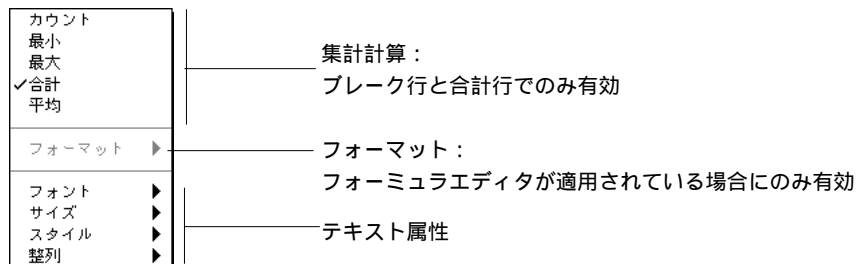 カウント
最小
最大
✓合計
平均
フォーマット ▶
フォント ▶
サイズ ▶
スタイル ▶
整列 ▶
集計計算：
ブレーク行と合計行でのみ有効
フォーマット：
フォーミュラエディタが適用されている場合にのみ有効
テキスト属性